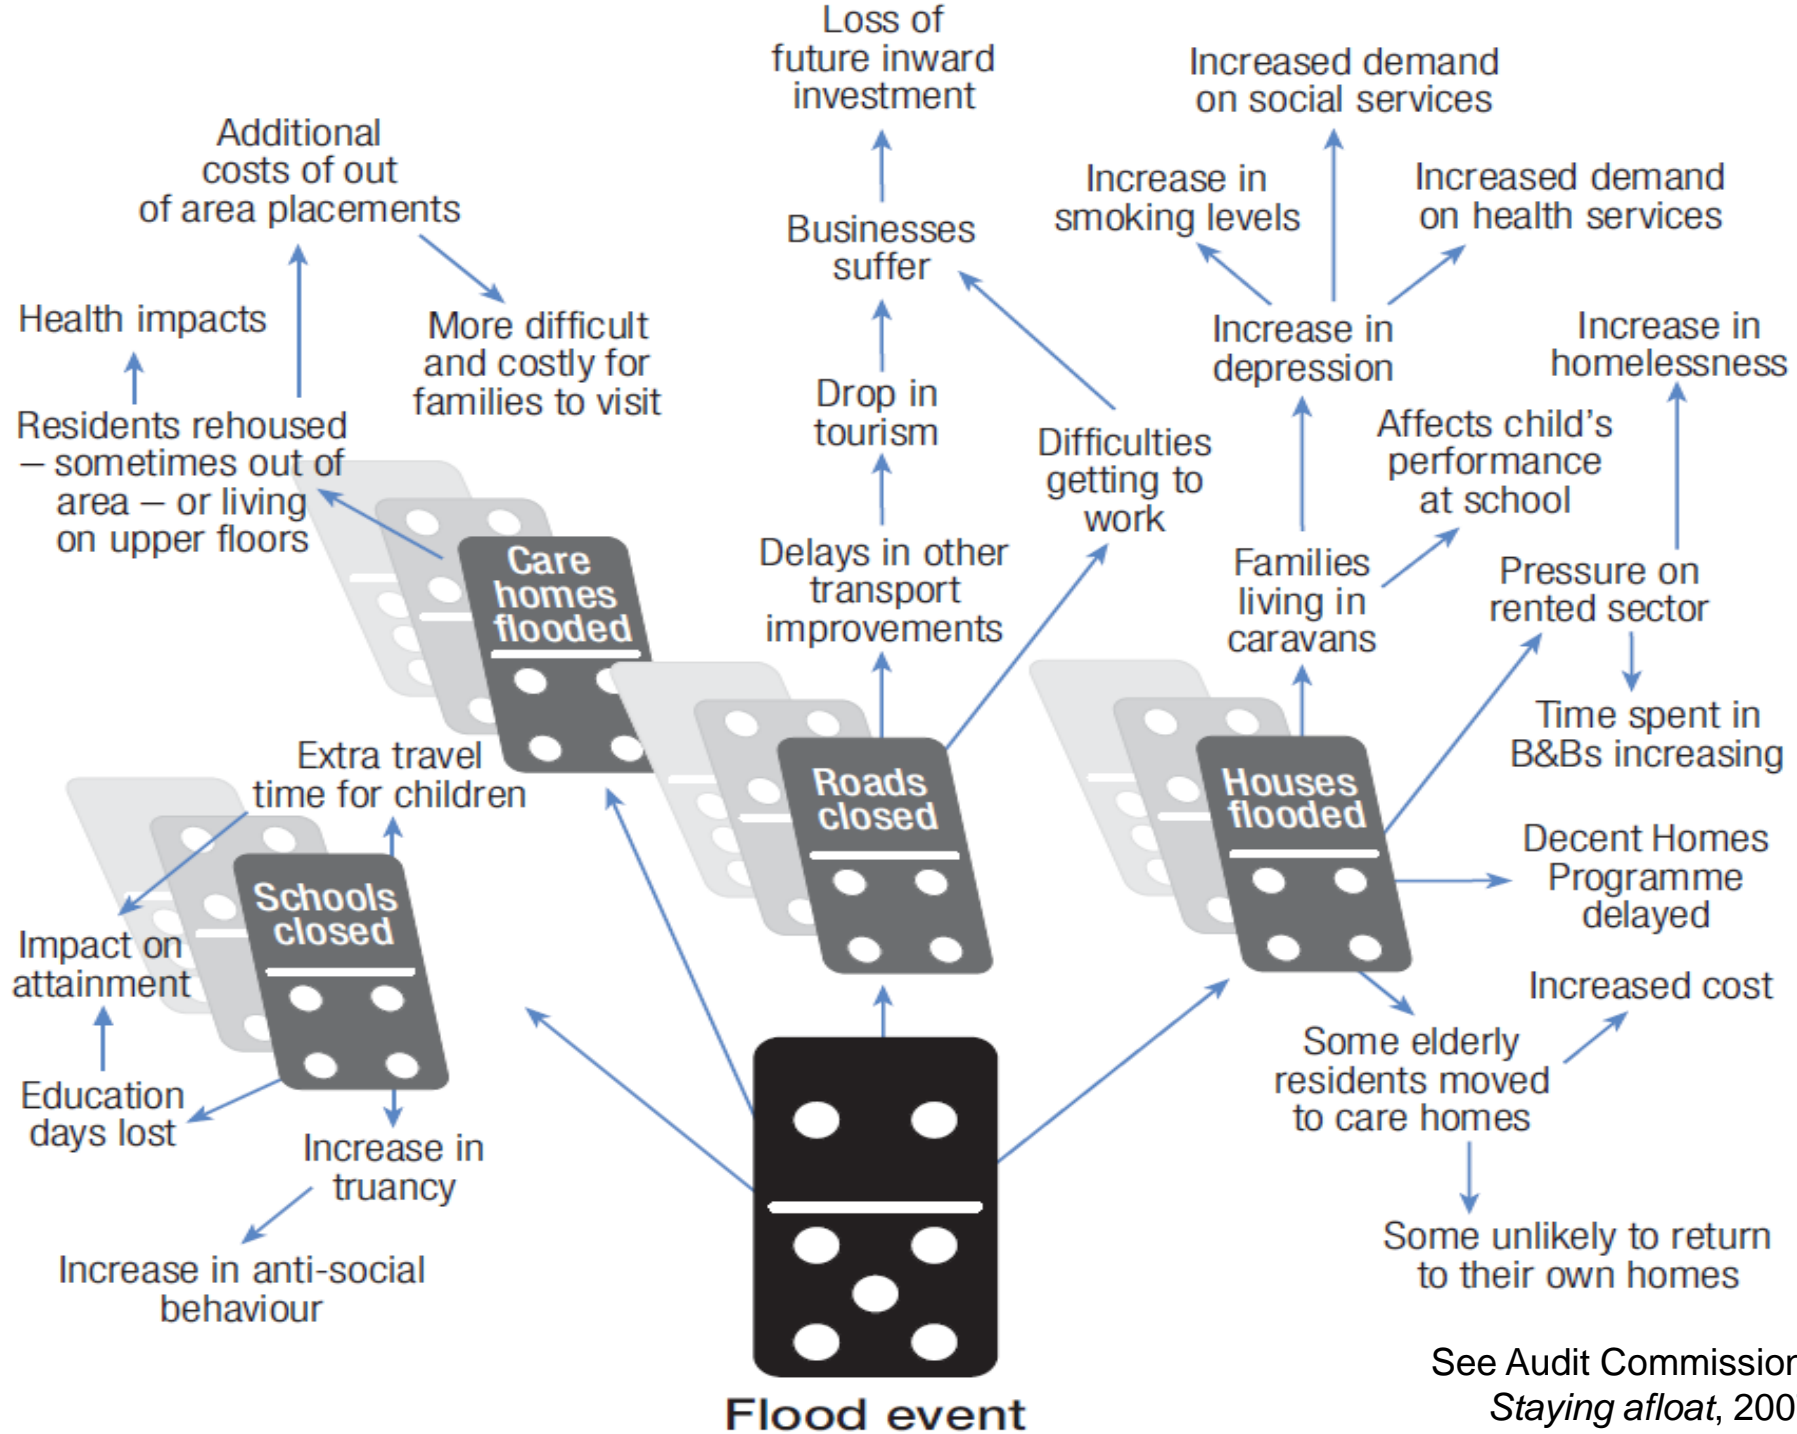 Loss of
future inward
investment
Increased demand
on social services
Additional
costs of out
of area placements
Increase in
smoking levels
Increased demand
on health services
Businesses
suffer
Health impacts
More difficult
and costly for
families to visit
Increase in
depression
Increase in
homelessness
Drop in
tourism
Residents rehoused
– sometimes out of
area – or living
on upper floors
Difficulties
getting to
work
Affects child's
performance
at school
Care
homes
flooded
Delays in other
transport
improvements
Families
living in
caravans
Pressure on
rented sector
Time spent in
B&Bs increasing
Extra travel
time for children
Roads
closed
Houses
flooded
Decent Homes
Programme
delayed
Schools
closed
Impact on
attainment
Increased cost
Some elderly
residents moved
to care homes
Education
days lost
Increase in
truancy
Some unlikely to return
to their own homes
Increase in anti-social
behaviour
See Audit Commission
Staying afloat, 200
Flood event